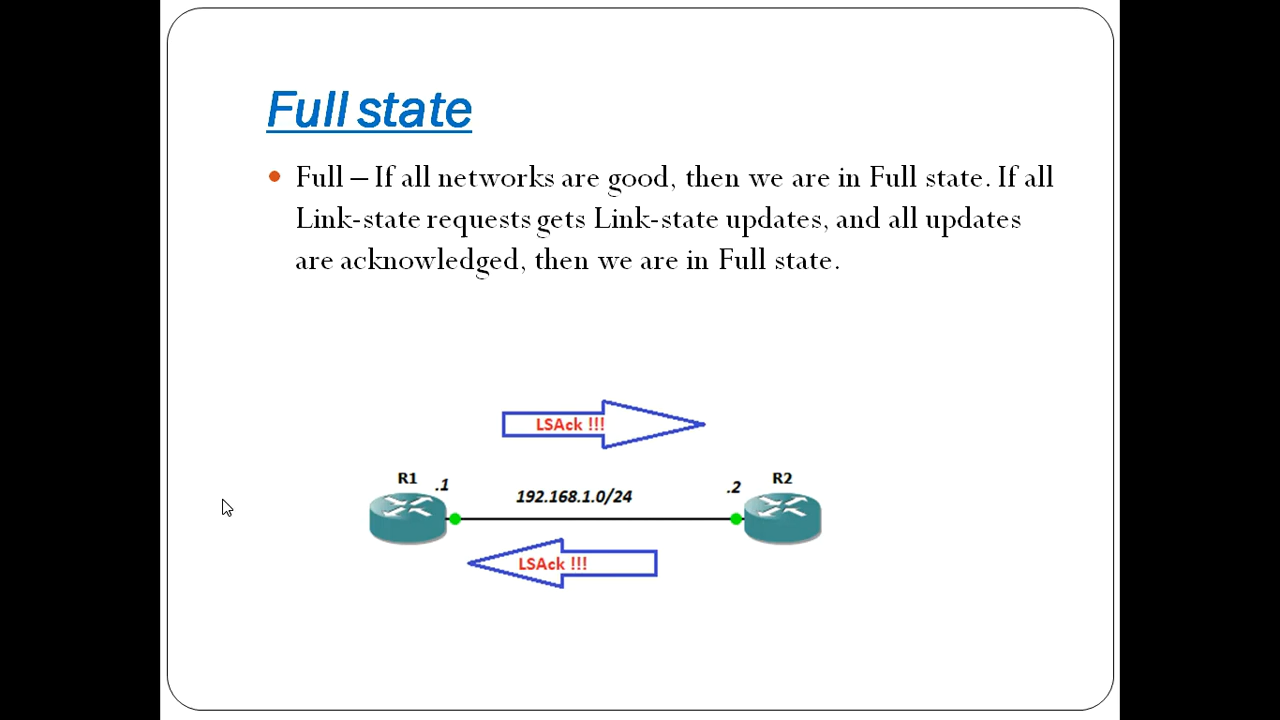 Full state
Full – If all networks are good, then we are in Full state. If all
Link-state requests gets Link-state updates, and all updates
are acknowledged, then we are in Full state.
LSAck !!!
R1
.1
192.168.1.0/24
.2
R2
LSAck !!!